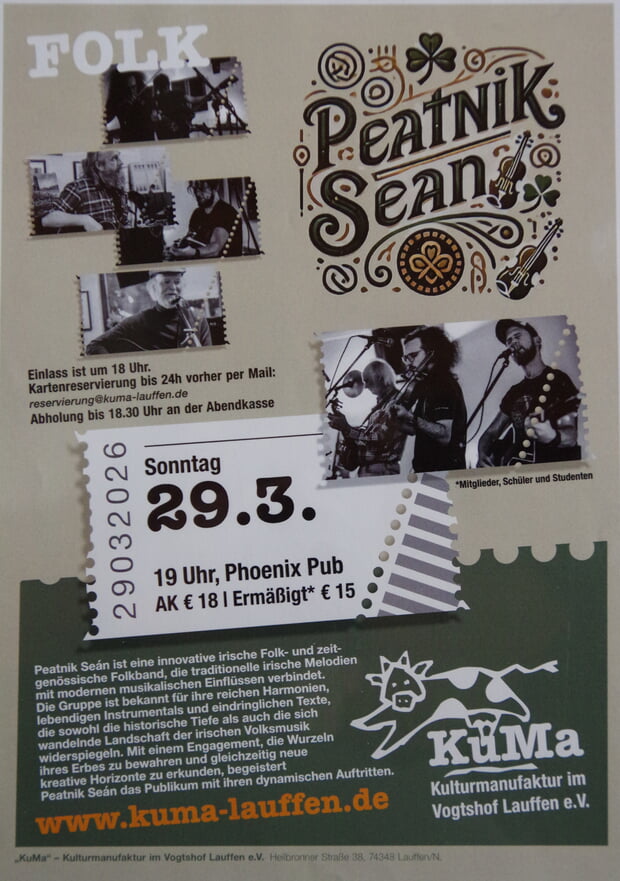 FOLK
Peatnik
Sean
Einlass ist um 18 Uhr.
Kartenreservierung bis 24h vorher per Mail:
reservierung@kuma-lauffen.de
Abholung bis 18.30 Uhr an der Abendkasse
*Mitglieder, Schüler und Studenten
29032026
Sonntag
29.3.
19 Uhr, Phoenix Pub
AK € 18 I Ermäßigt* € 15
Peatnik Seán ist eine innovative irische Folk- und zeit-
genössische Folkband, die traditionelle irische Melodien
mit modernen musikalischen Einflüssen verbindet.
Die Gruppe ist bekannt für ihre reichen Harmonien,
lebendigen Instrumentals und eindringlichen Texte,
die sowohl die historische Tiefe als auch die sich
wandelnde Landschaft der irischen Volksmusik
widerspiegeln. Mit einem Engagement, die Wurzeln
ihres Erbes zu bewahren und gleichzeitig neue
kreative Horizonte zu erkunden, begeistert
Peatnik Seán das Publikum mit ihren dynamischen Auftritten.
www.kuma-lauffen.de
KuMa
Kulturmanufaktur im
Vogtshof Lauffen e.V.
„KuMa“ – Kulturmanufaktur im Vogtshof Lauffen e.V. Heilbronner Straße 38, 74348 Lauffen/N.